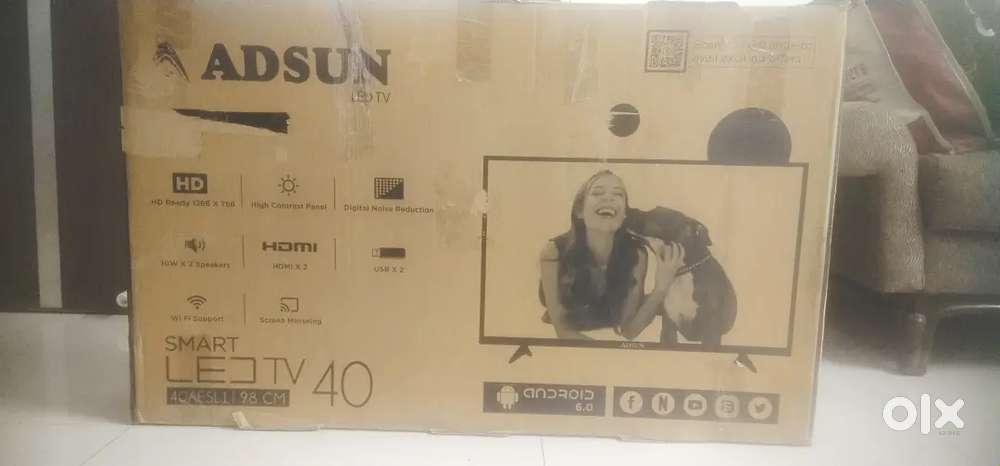 ADSUN
LED TV
HD
HD Ready 1366 X 768
High Contrast Panel
Digital Noise Reduction
10W X 2 Speakers
HDMI
HDMI X 2
USB X 2
Wi Fi Support
Screen Mirroring
SMART
LED TV 40
40AESL1 | 98 CM
ADSUN
ANDROID
6.0
olx